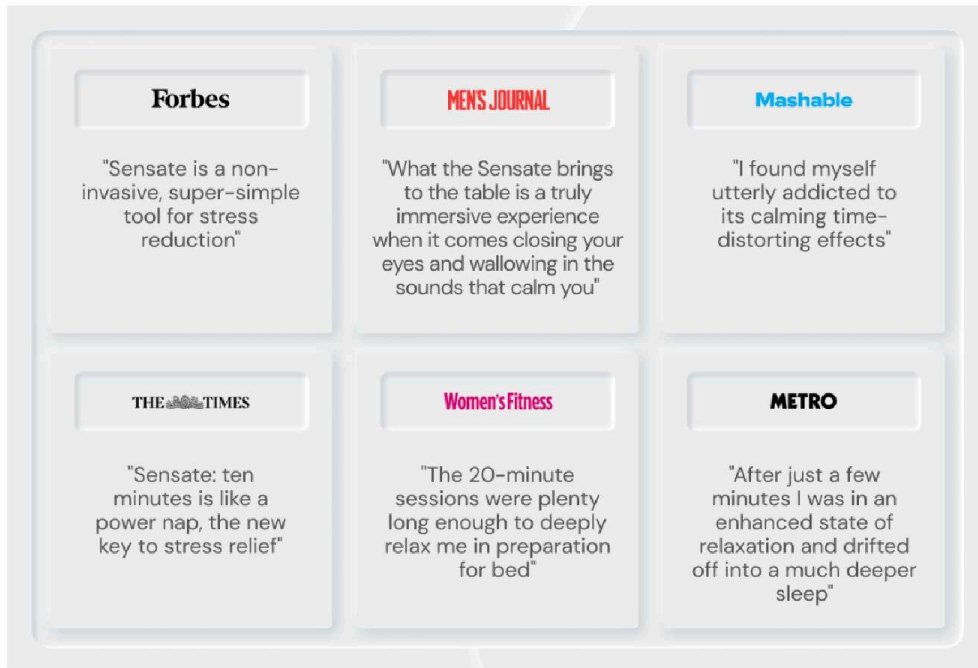 Forbes
"Sensate is a non-
invasive, super-simple
tool for stress
reduction"
MEN'S JOURNAL
"What the Sensate brings
to the table is a truly
immersive experience
when it comes closing your
eyes and wallowing in the
sounds that calm you"
Mashable
"I found myself
utterly addicted to
its calming time-
distorting effects"
THE TIMES
"Sensate: ten
minutes is like a
power nap, the new
key to stress relief"
Women's Fitness
"The 20-minute
sessions were plenty
long enough to deeply
relax me in preparation
for bed"
METRO
"After just a few
minutes I was in an
enhanced state of
relaxation and drifted
off into a much deeper
sleep"